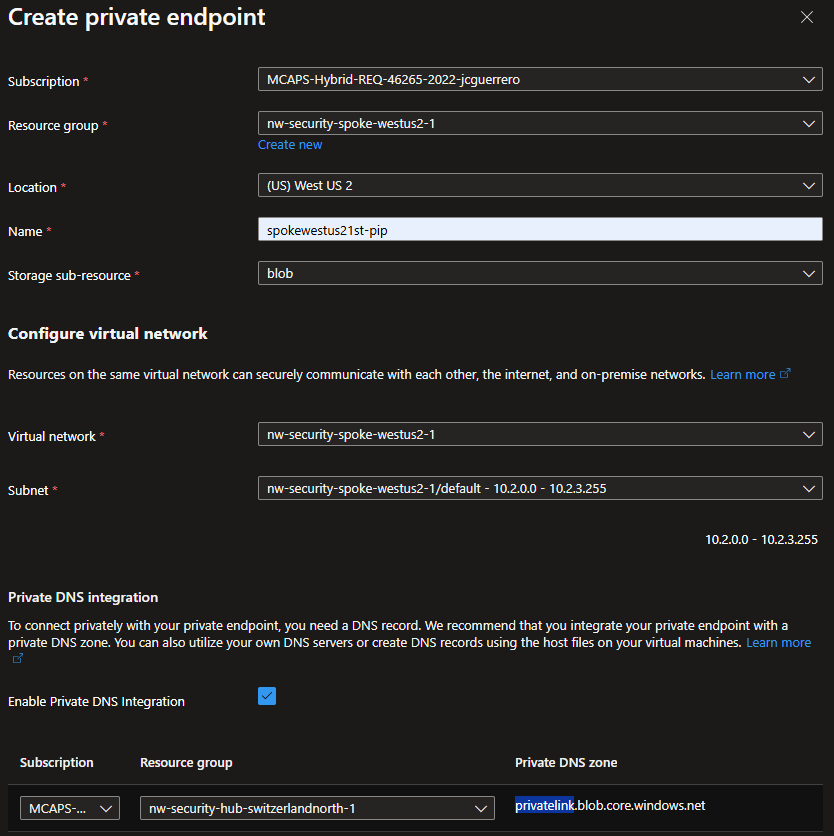 Create private endpoint
Subscription *
MCAPS-Hybrid-REQ-46265-2022-jcguerrero
Resource group *
nw-security-spoke-westus2-1
Create new
Location *
(US) West US 2
Name *
spokewestus21st-pip
Storage sub-resource *
blob
Configure virtual network
Resources on the same virtual network can securely communicate with each other, the internet, and on-premise networks. Learn more
Virtual network *
nw-security-spoke-westus2-1
Subnet *
nw-security-spoke-westus2-1/default - 10.2.0.0 - 10.2.3.255
10.2.0.0 - 10.2.3.255
Private DNS integration
To connect privately with your private endpoint, you need a DNS record. We recommend that you integrate your private endpoint with a
private DNS zone. You can also utilize your own DNS servers or create DNS records using the host files on your virtual machines. Learn more
Enable Private DNS Integration
Subscription Resource group Private DNS zone
MCAPS-... nw-security-hub-switzerlandnorth-1 privatelink.blob.core.windows.net